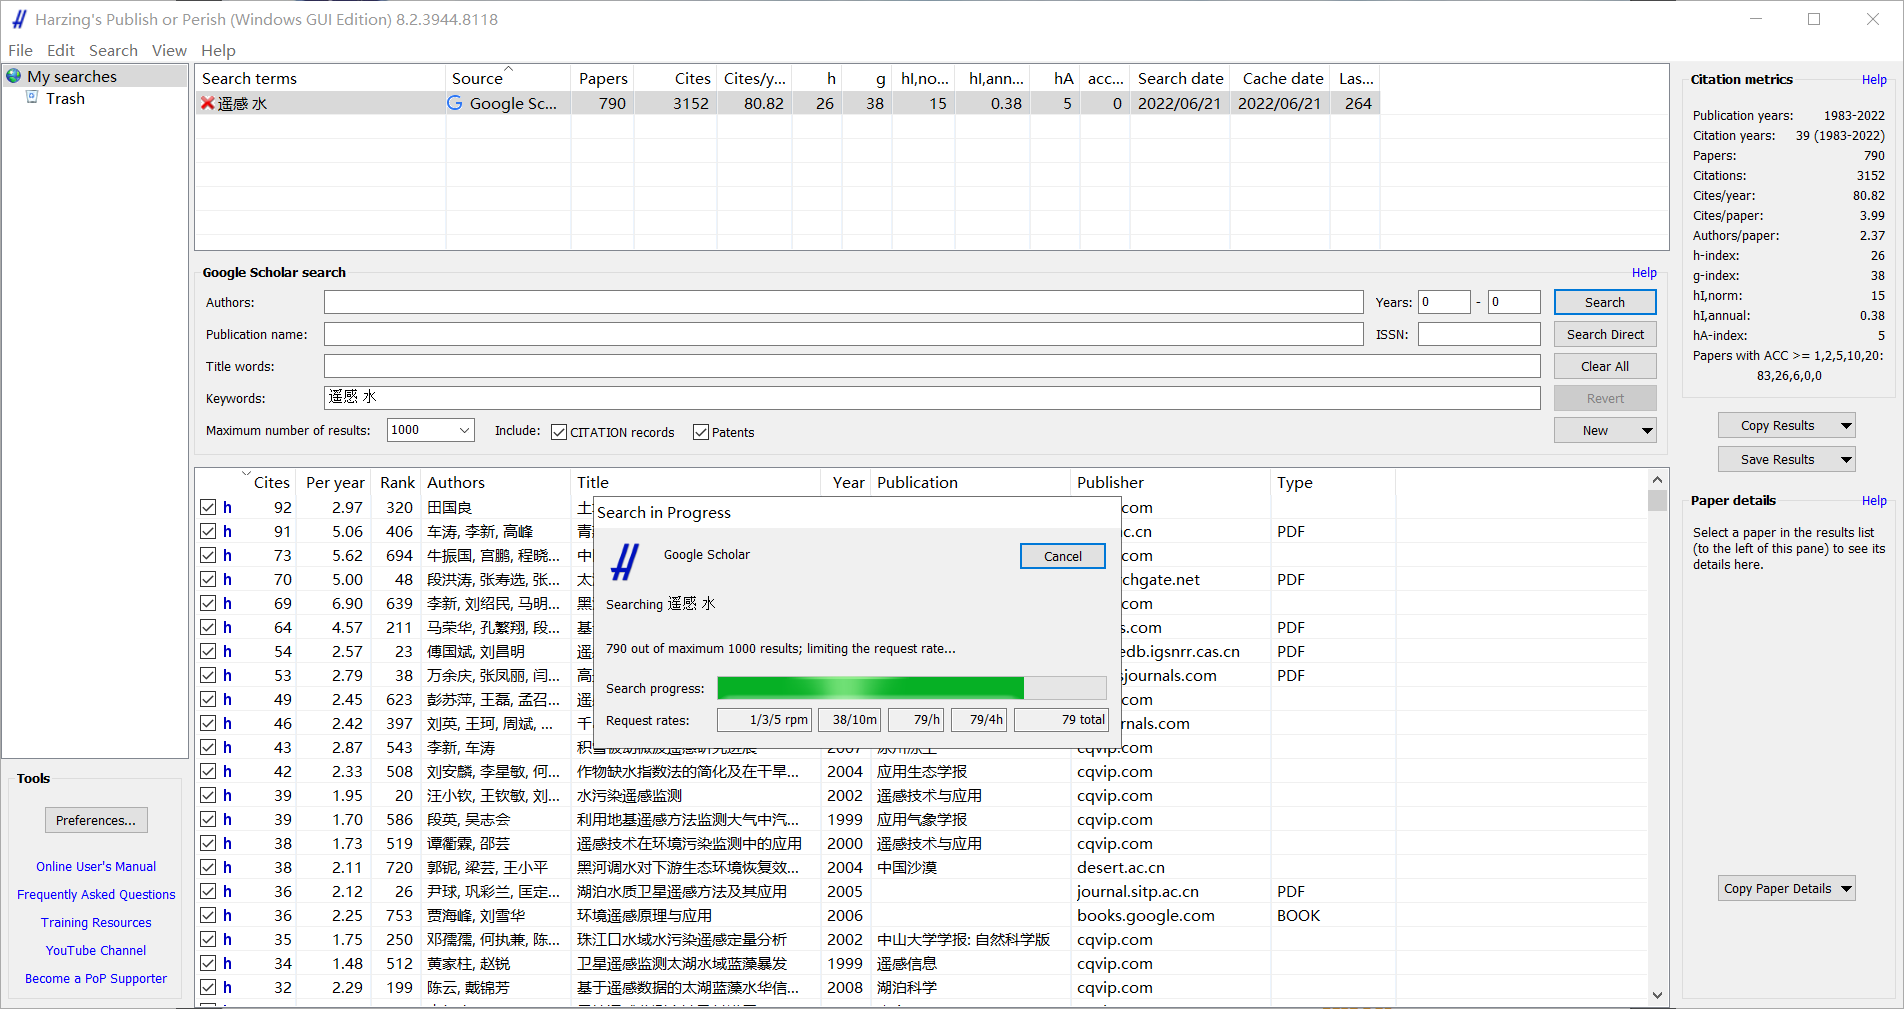 Harzing's Publish or Perish (Windows GUI Edition) 8.2.3944.8118
File Edit Search View Help
My searches
Trash
Search terms Source Papers Cites Cites/y... h g hI,no... hI,ann... hA acc... Search date Cache date Las...
遥感 水 Google Sc... 790 3152 80.82 26 38 15 0.38 5 0 2022/06/21 2022/06/21 264
Google Scholar search Help
Authors: Years: 0 - 0 Search
Publication name: ISSN: Search Direct
Title words: Clear All
Keywords: 遥感 水 Revert
Maximum number of results: 1000 Include: CITATION records Patents New
Cites Per year Rank Authors Title Year Publication Publisher Type
h 92 2.97 320 田国良 土 com
h 91 5.06 406 车涛, 李新, 高峰 青 c.cn PDF
h 73 5.62 694 牛振国, 宫鹏, 程晓... 中 com
h 70 5.00 48 段洪涛, 张寿选, 张... 太 chgate.net PDF
h 69 6.90 639 李新, 刘绍民, 马明... 黑 com
h 64 4.57 211 马荣华, 孔繁翔, 段... 基 s.com PDF
h 54 2.57 23 傅国斌, 刘昌明 遥 edb.igsnrr.cas.cn PDF
h 53 2.79 38 万余庆, 张凤丽, 闫... 高 sjournals.com PDF
h 49 2.45 623 彭苏萍, 王磊, 孟召... 遥 com
h 46 2.42 397 刘英, 王珂, 周斌, ... 千 rnals.com
h 43 2.87 543 李新, 车涛 积雪被动微波遥感研究进展 2007 冰川冻土 cqvip.com
h 42 2.33 508 刘安麟, 李星敏, 何... 作物缺水指数法的简化及在干旱... 2004 应用生态学报 cqvip.com
h 39 1.95 20 汪小钦, 王钦敏, 刘... 水污染遥感监测 2002 遥感技术与应用 cqvip.com
h 39 1.70 586 段英, 吴志会 利用地基遥感方法监测大气中汽... 1999 应用气象学报 cqvip.com
h 38 1.73 519 谭衢霖, 邵芸 遥感技术在环境污染监测中的应用 2000 遥感技术与应用 cqvip.com
h 38 2.11 720 郭铌, 梁芸, 王小平 黑河调水对下游生态环境恢复效... 2004 中国沙漠 desert.ac.cn
h 36 2.12 26 尹球, 巩彩兰, 匡定... 湖泊水质卫星遥感方法及其应用 2005 journal.sitp.ac.cn PDF
h 36 2.25 753 贾海峰, 刘雪华 环境遥感原理与应用 2006 books.google.com BOOK
h 35 1.75 250 邓孺孺, 何执兼, 陈... 珠江口水域水污染遥感定量分析 2002 中山大学学报: 自然科学版 cqvip.com
h 34 1.48 512 黄家柱, 赵锐 卫星遥感监测太湖水域蓝藻暴发 1999 遥感信息 cqvip.com
h 32 2.29 199 陈云, 戴锦芳 基于遥感数据的太湖蓝藻水华信... 2008 湖泊科学 cqvip.com
Search in Progress
Google Scholar Cancel
Searching 遥感 水
790 out of maximum 1000 results; limiting the request rate...
Search progress:
Request rates: 1/3/5 rpm 38/10m 79/h 79/4h 79 total
Tools
Preferences...
Online User's Manual
Frequently Asked Questions
Training Resources
YouTube Channel
Become a PoP Supporter
Citation metrics Help
Publication years: 1983-2022
Citation years: 39 (1983-2022)
Papers: 790
Citations: 3152
Cites/year: 80.82
Cites/paper: 3.99
Authors/paper: 2.37
h-index: 26
g-index: 38
hI,norm: 15
hI,annual: 0.38
hA-index: 5
Papers with ACC >= 1,2,5,10,20:
83,26,6,0,0
Copy Results
Save Results
Paper details Help
Select a paper in the results list
(to the left of this pane) to see its
details here.
Copy Paper Details